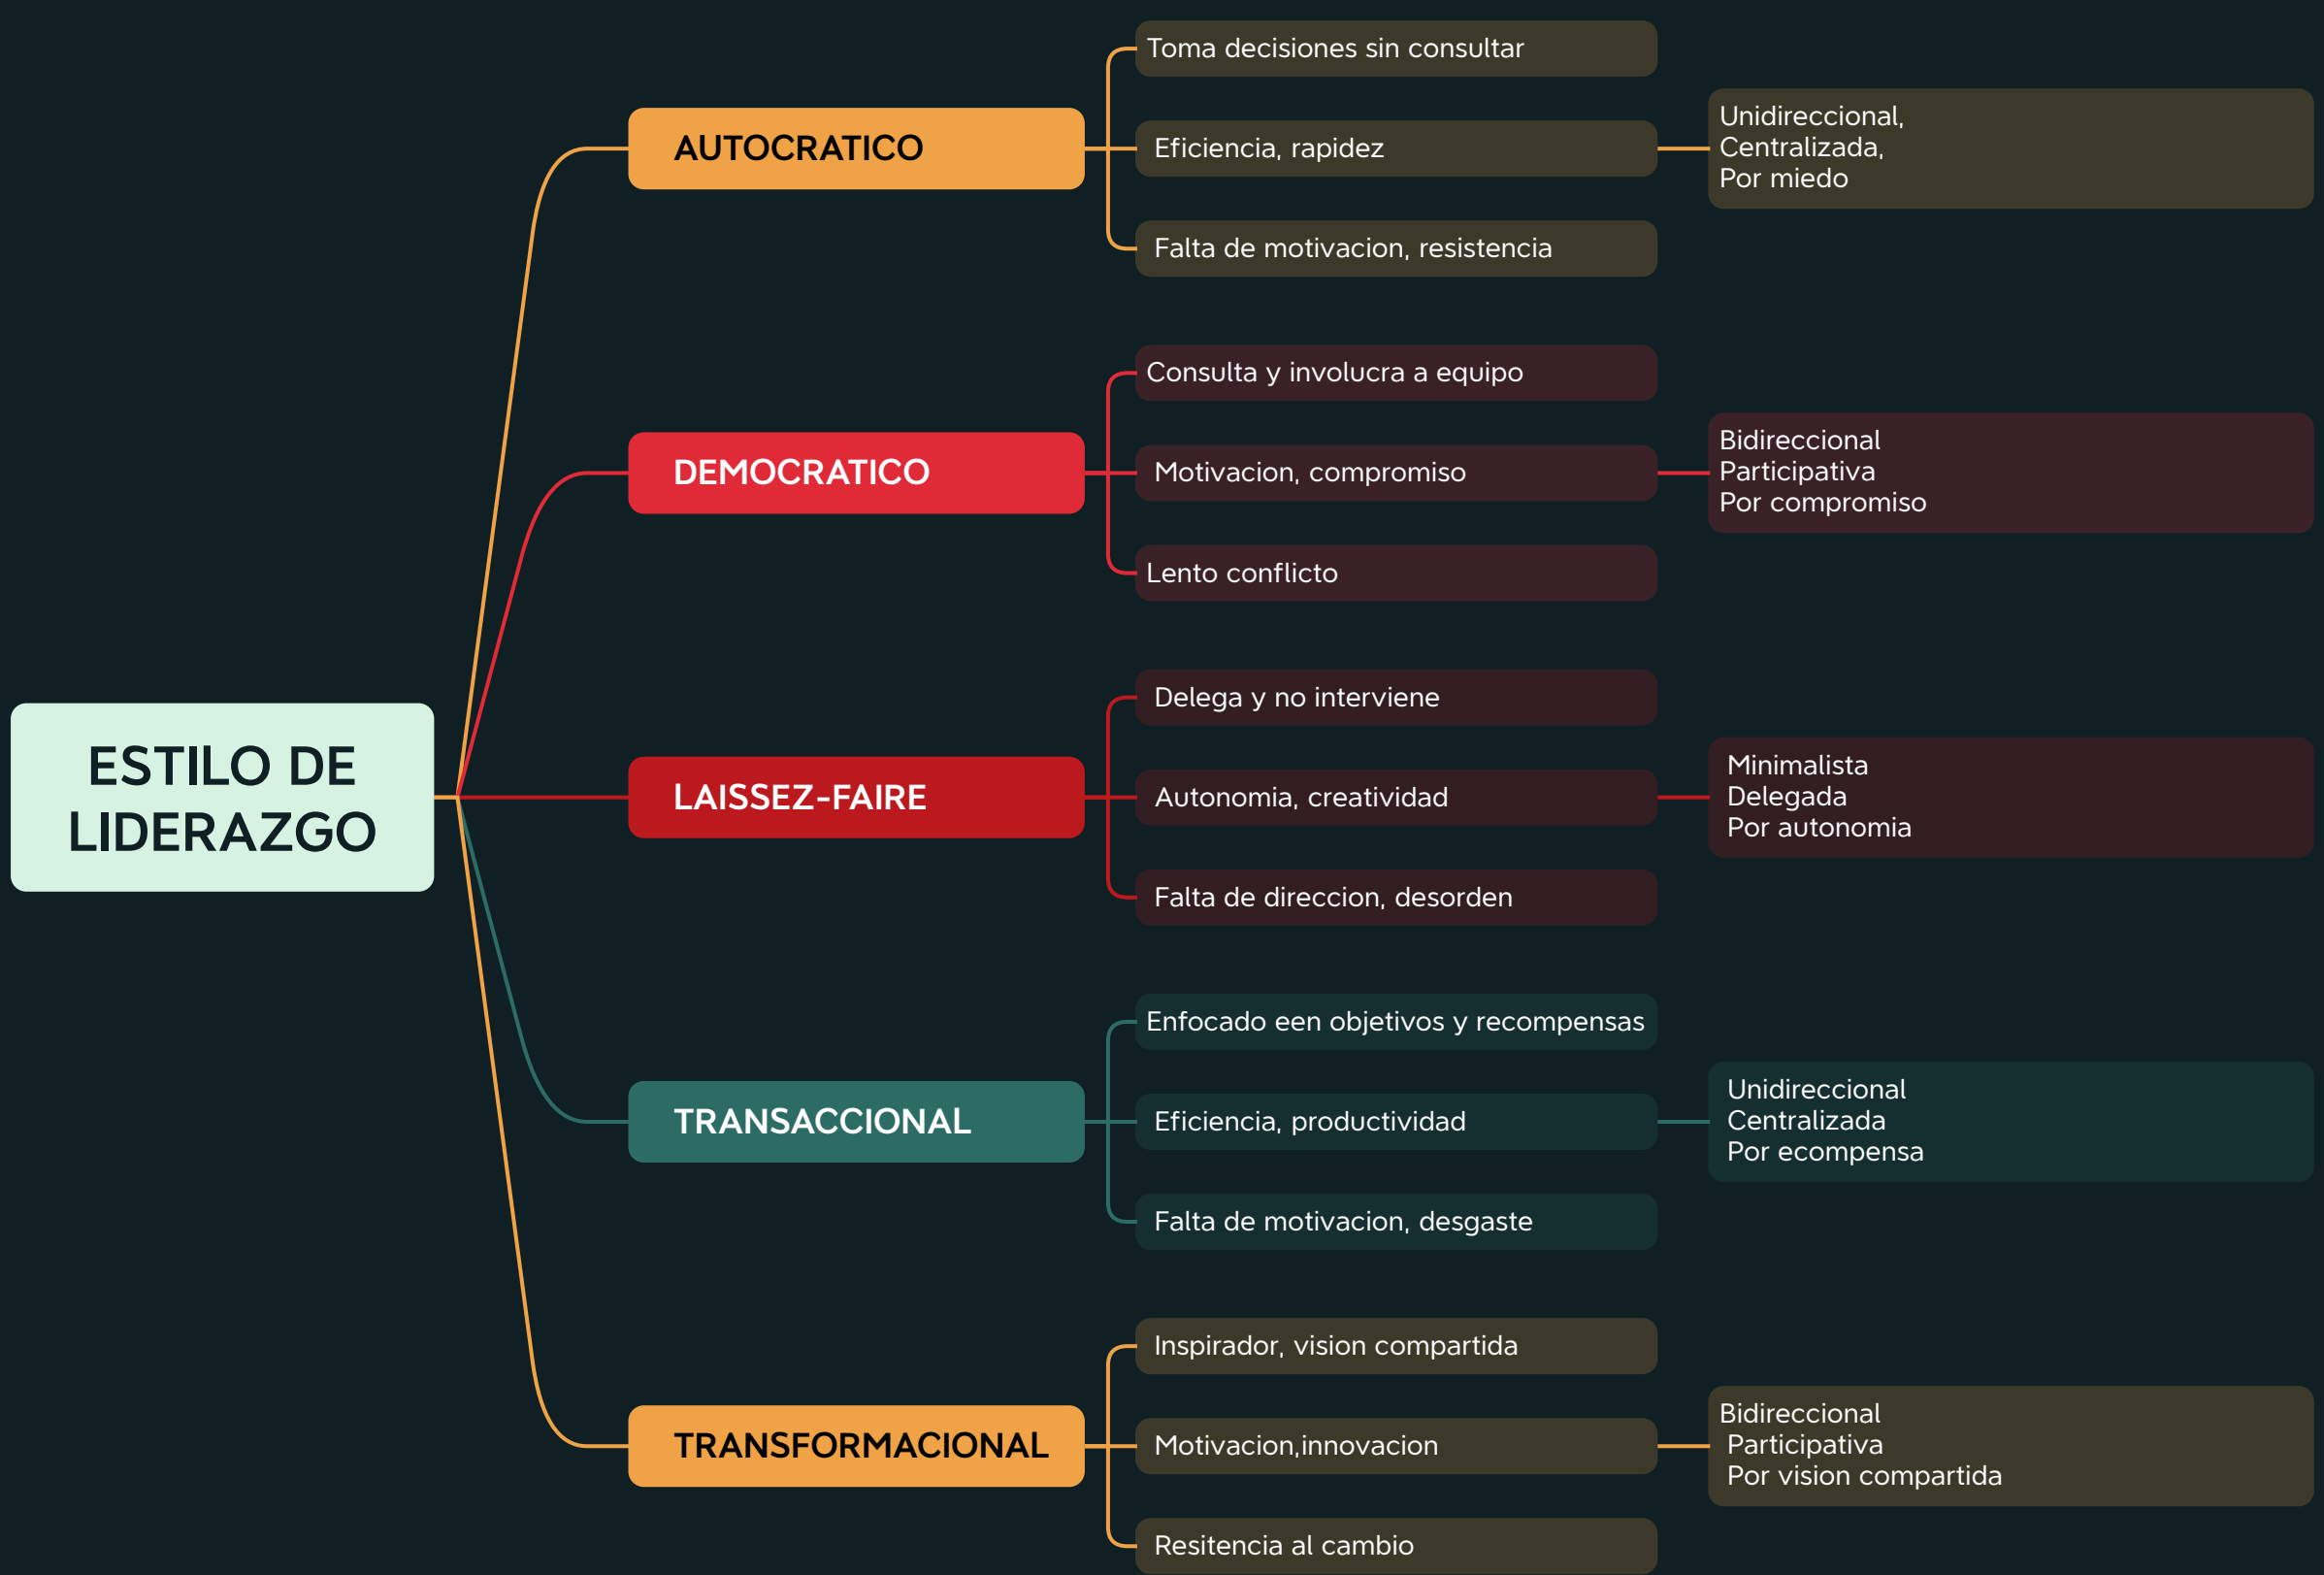 ESTILO DE
LIDERAZGO
AUTOCRATICO
Toma decisiones sin consultar
Eficiencia, rapidez
Falta de motivacion, resistencia
Unidireccional,
Centralizada,
Por miedo
DEMOCRATICO
Consulta y involucra a equipo
Motivacion, compromiso
Lento conflicto
Bidireccional
Participativa
Por compromiso
LAISSEZ-FAIRE
Delega y no interviene
Autonomia, creatividad
Falta de direccion, desorden
Minimalista
Delegada
Por autonomia
TRANSACCIONAL
Enfocado een objetivos y recompensas
Eficiencia, productividad
Falta de motivacion, desgaste
Unidireccional
Centralizada
Por ecompensa
TRANSFORMACIONAL
Inspirador, vision compartida
Motivacion,innovacion
Resitencia al cambio
Bidireccional
Participativa
Por vision compartida